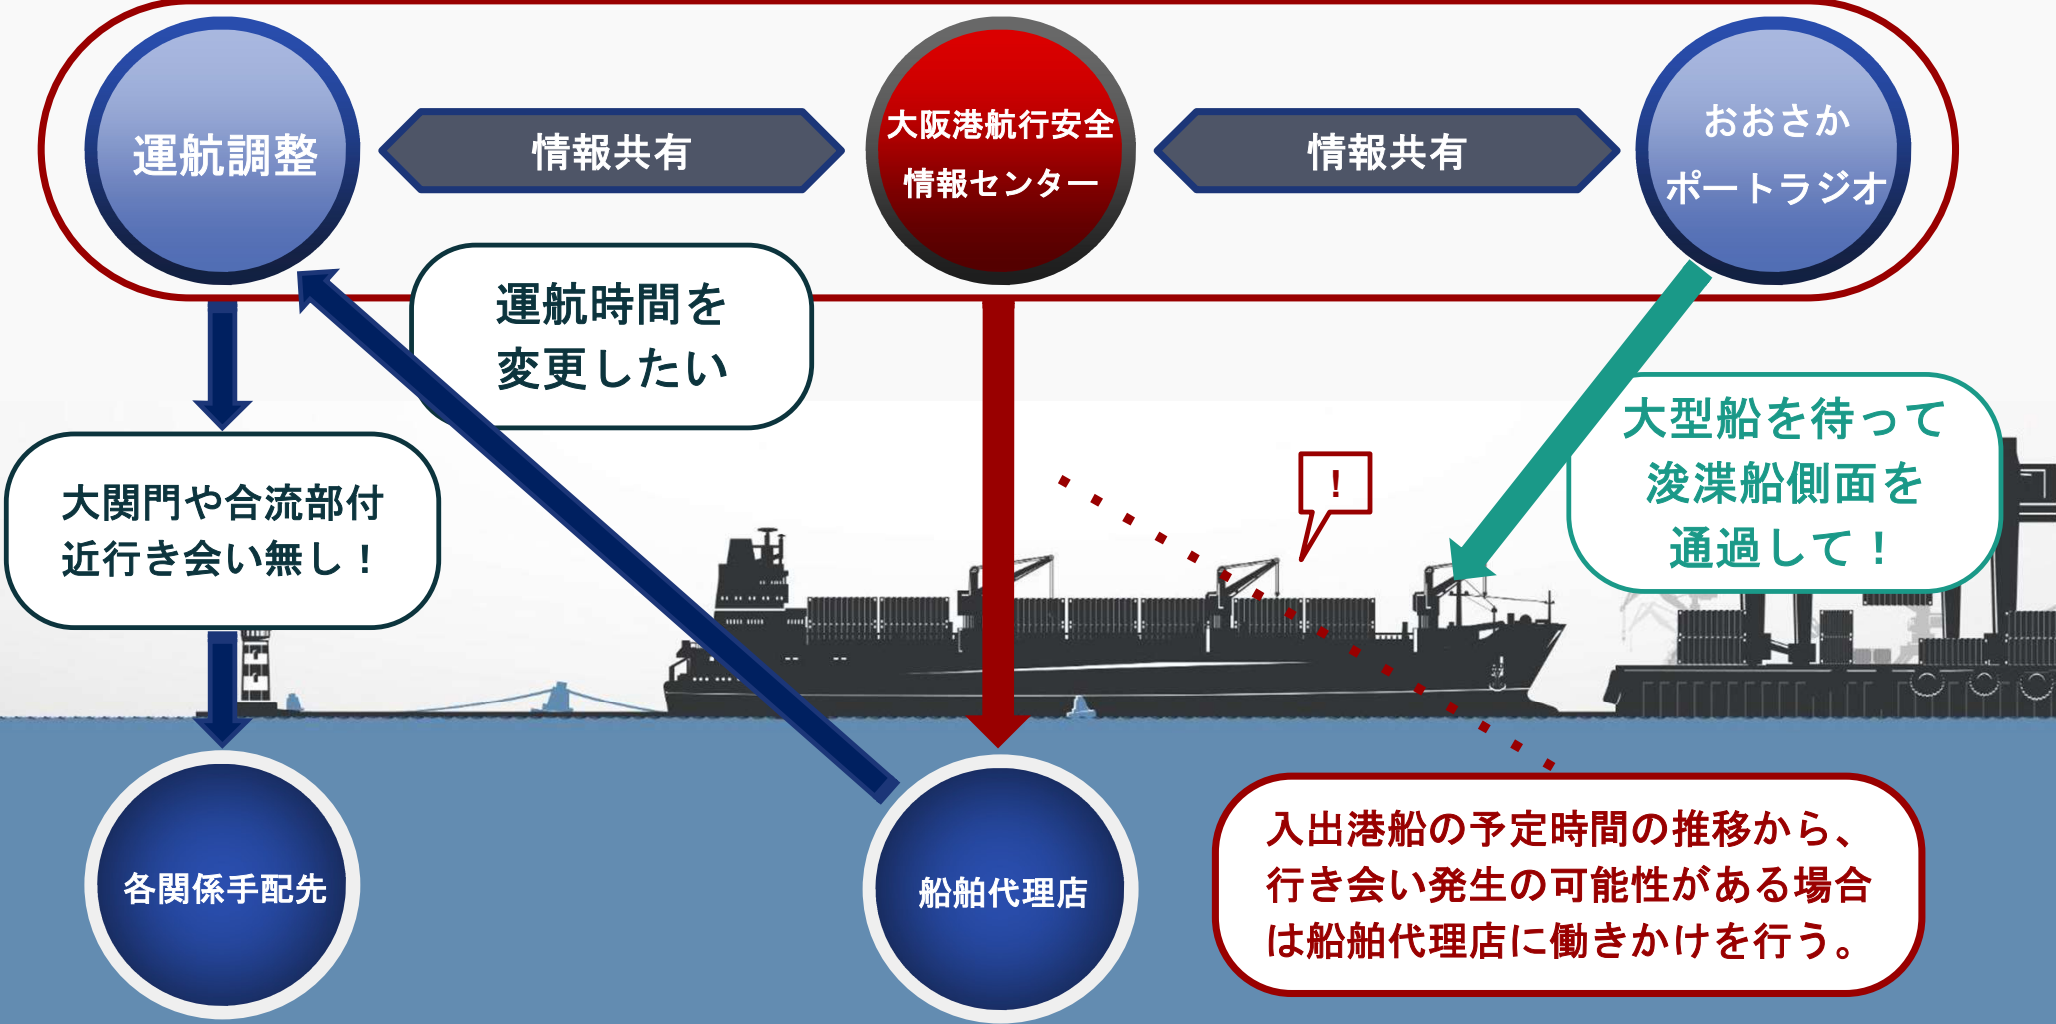 運航調整
情報共有
大阪港航行安全
情報センター
情報共有
おおさか
ポートラジオ
運航時間を
変更したい
大型船を待って
浚渫船側面を
通過して！
！
大関門や合流部付
近行き会い無し！
各関係手配先
船舶代理店
入出港船の予定時間の推移から、
行き会い発生の可能性がある場合
は船舶代理店に働きかけを行う。